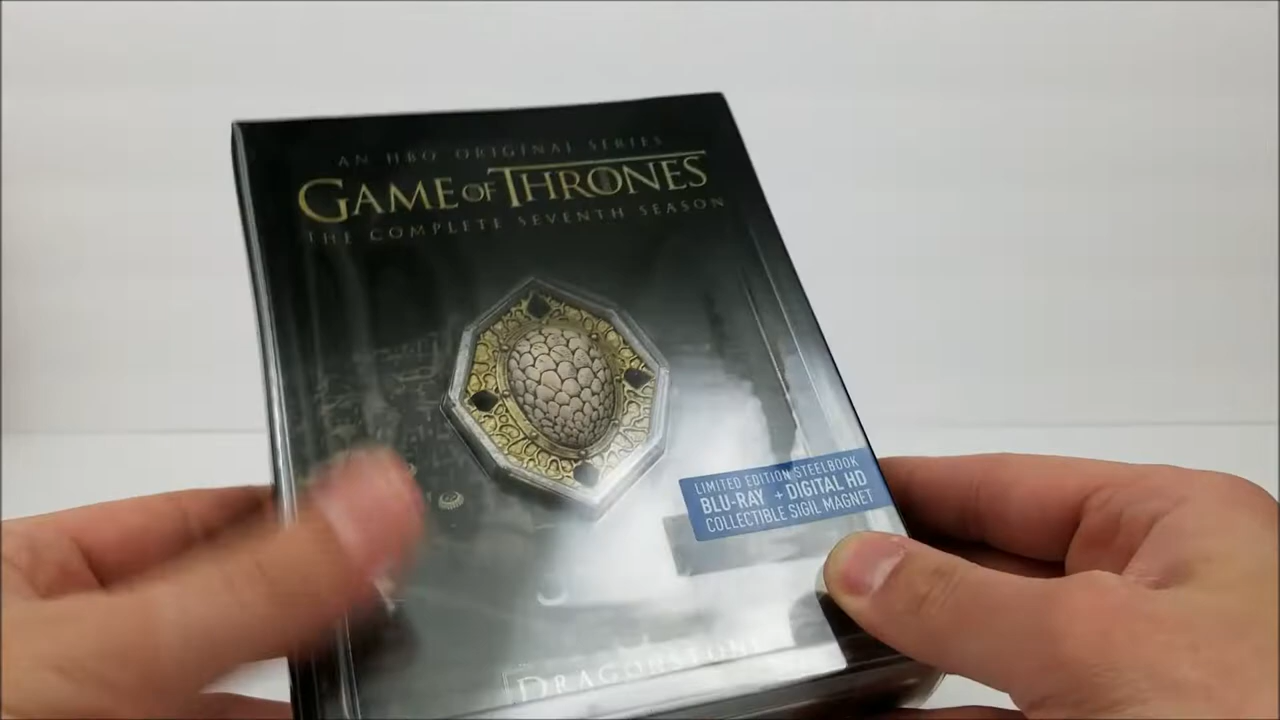 AN HBO ORIGINAL SERIES
GAME OF THRONES
THE COMPLETE SEVENTH SEASON
LIMITED EDITION STEELBOOK
BLU-RAY + DIGITAL HD
COLLECTIBLE SIGIL MAGNET
DRAGONSTONE